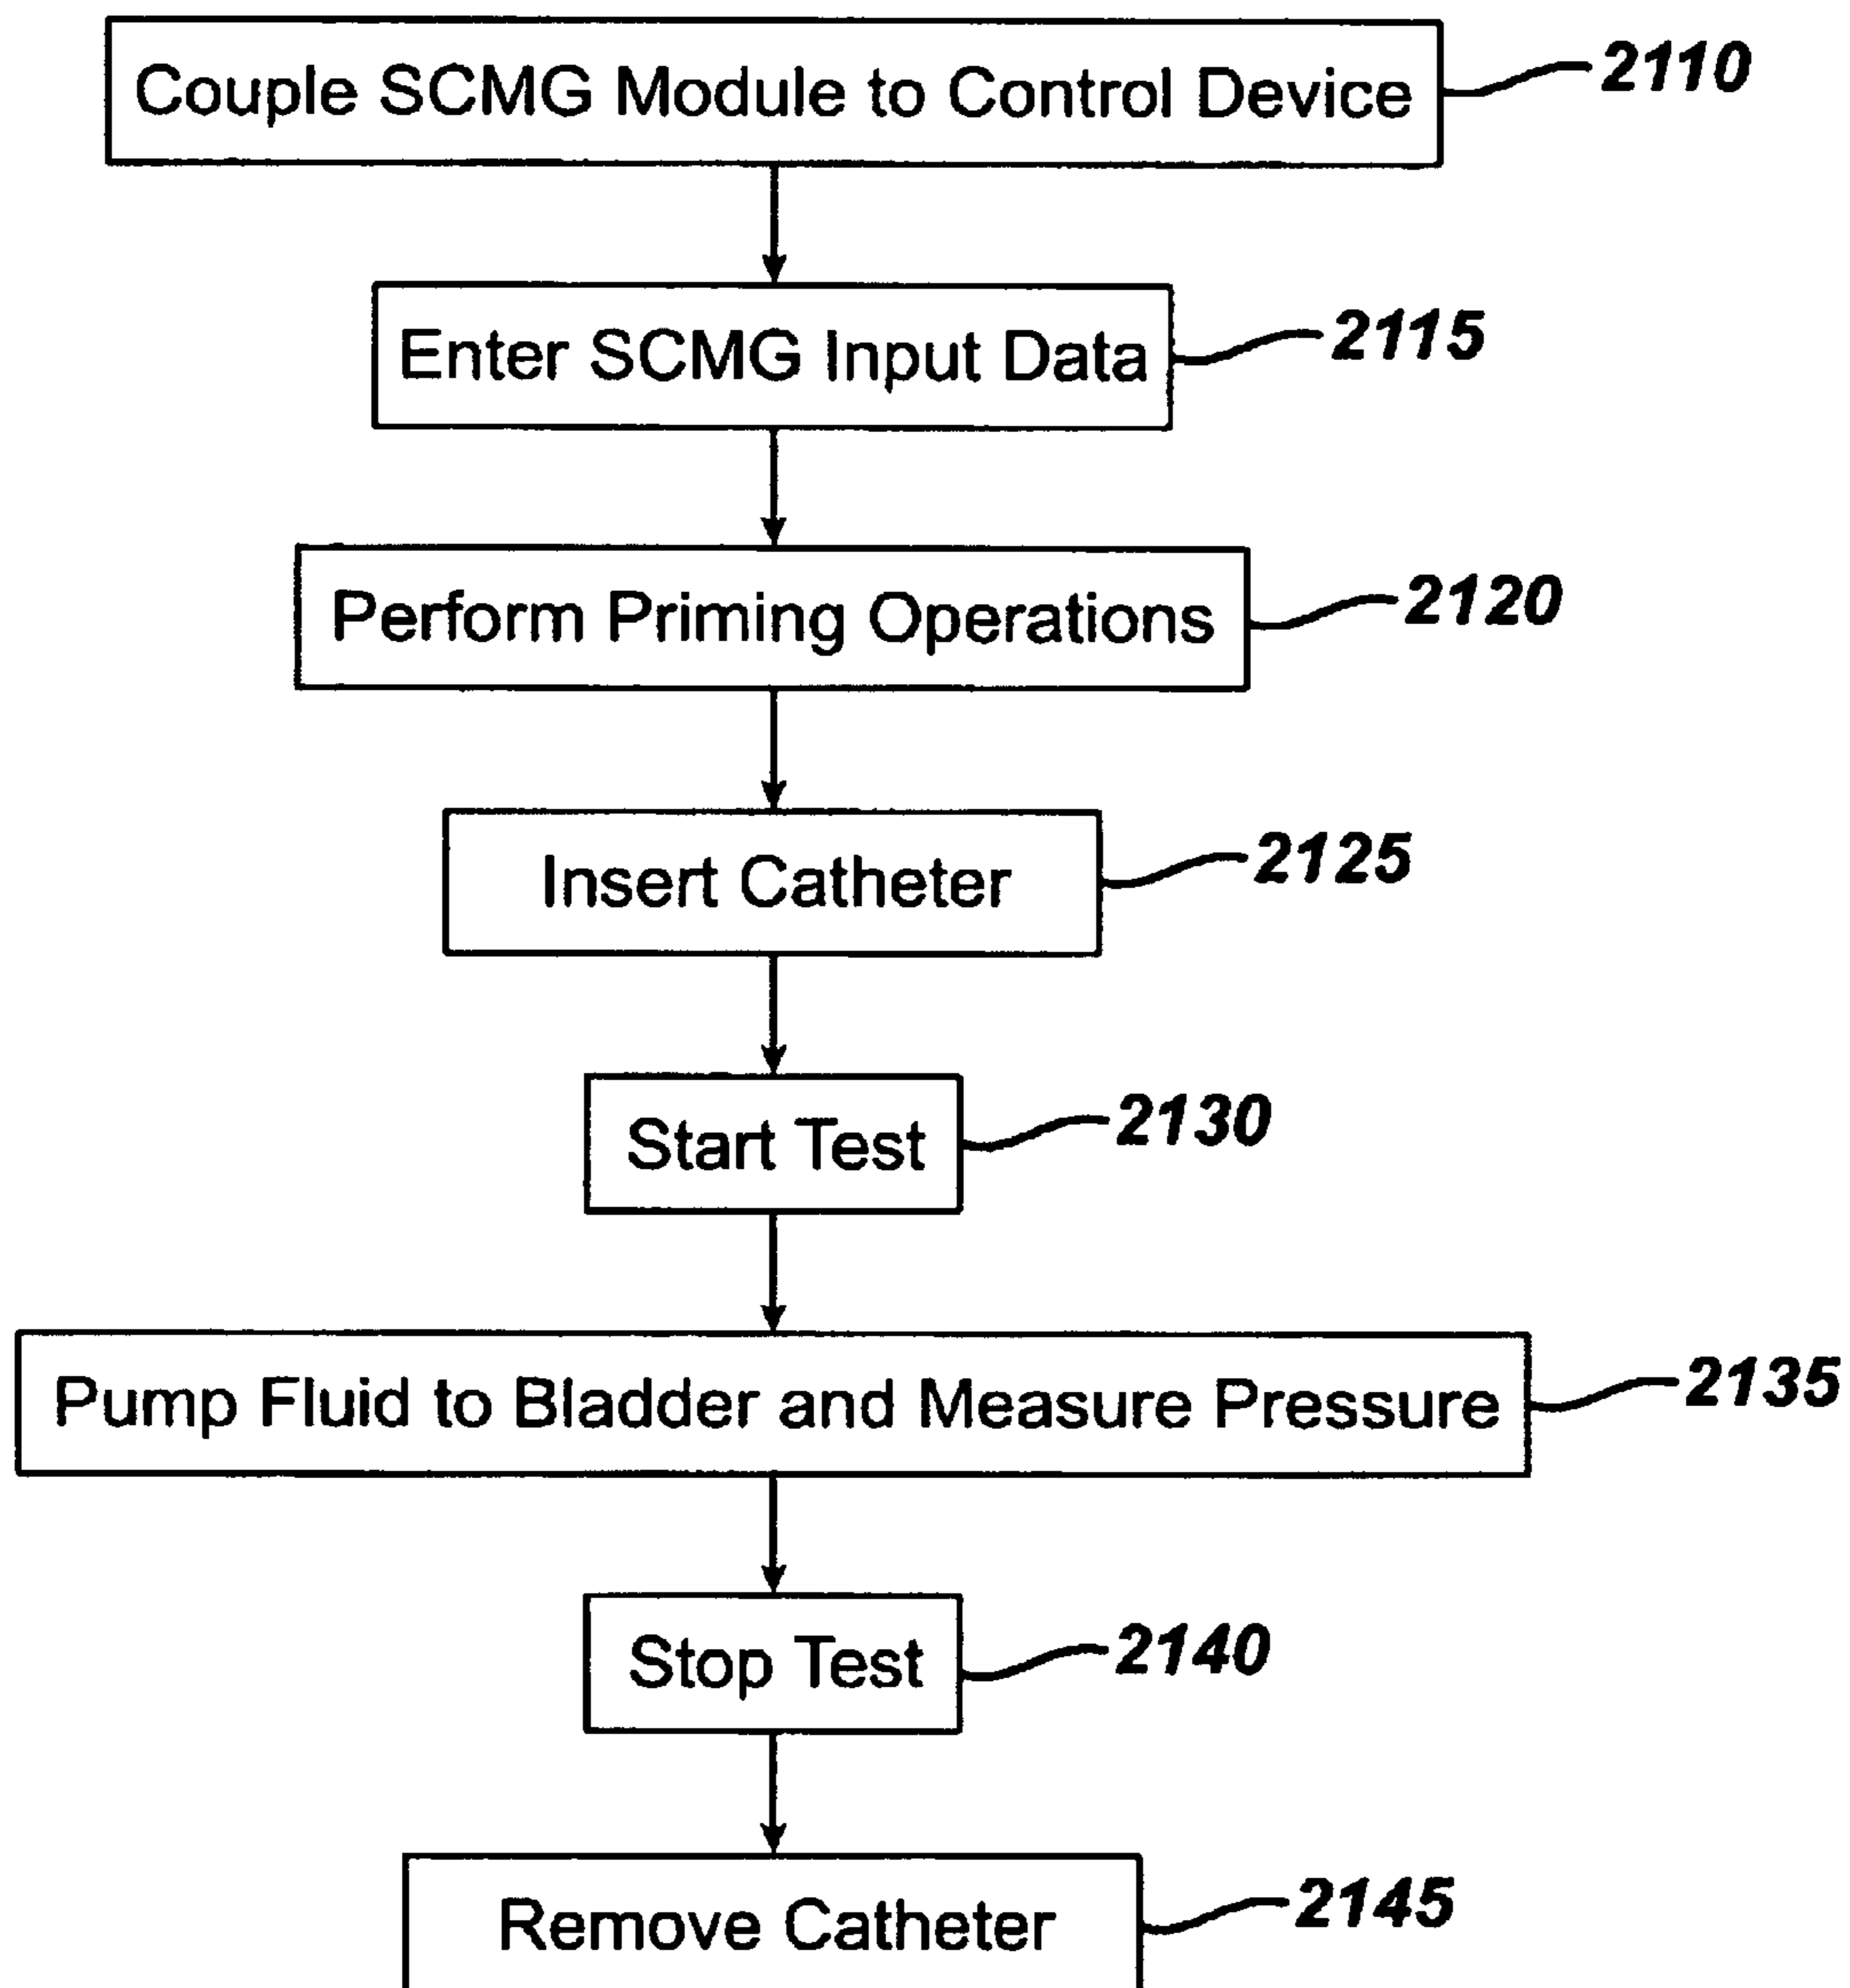 Couple SCMG Module to Control Device 2110
Enter SCMG Input Data 2115
Perform Priming Operations 2120
Insert Catheter 2125
Start Test 2130
Pump Fluid to Bladder and Measure Pressure 2135
Stop Test 2140
Remove Catheter 2145